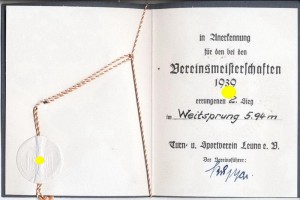 in Anerkennung
für den bei den
Vereinsmeisterschaften
1939
errungenen 2. Sieg
im Weitsprung 5.94 m
Turn- u. Sportverein Leuna e. V.
Der Vereinsführer: